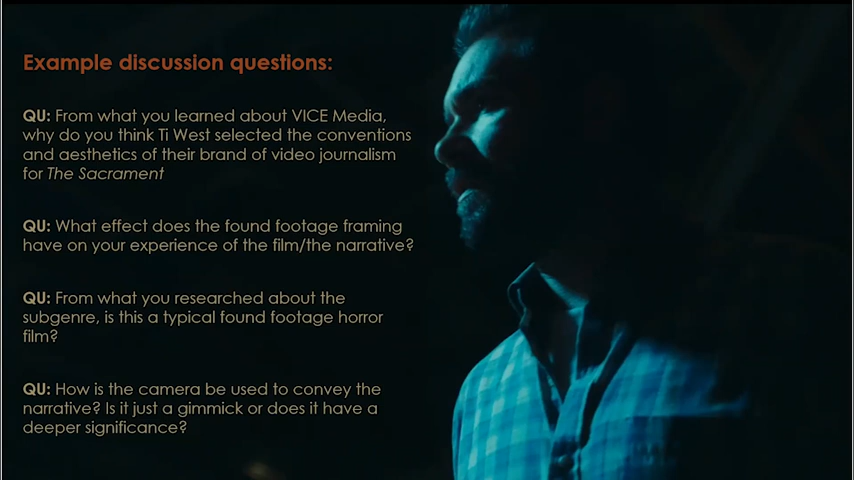 Example discussion questions:
QU: From what you learned about VICE Media,
why do you think Ti West selected the conventions
and aesthetics of their brand of video journalism
for The Sacrament
QU: What effect does the found footage framing
have on your experience of the film/the narrative?
QU: From what you researched about the
subgenre, is this a typical found footage horror
film?
QU: How is the camera be used to convey the
narrative? Is it just a gimmick or does it have a
deeper significance?